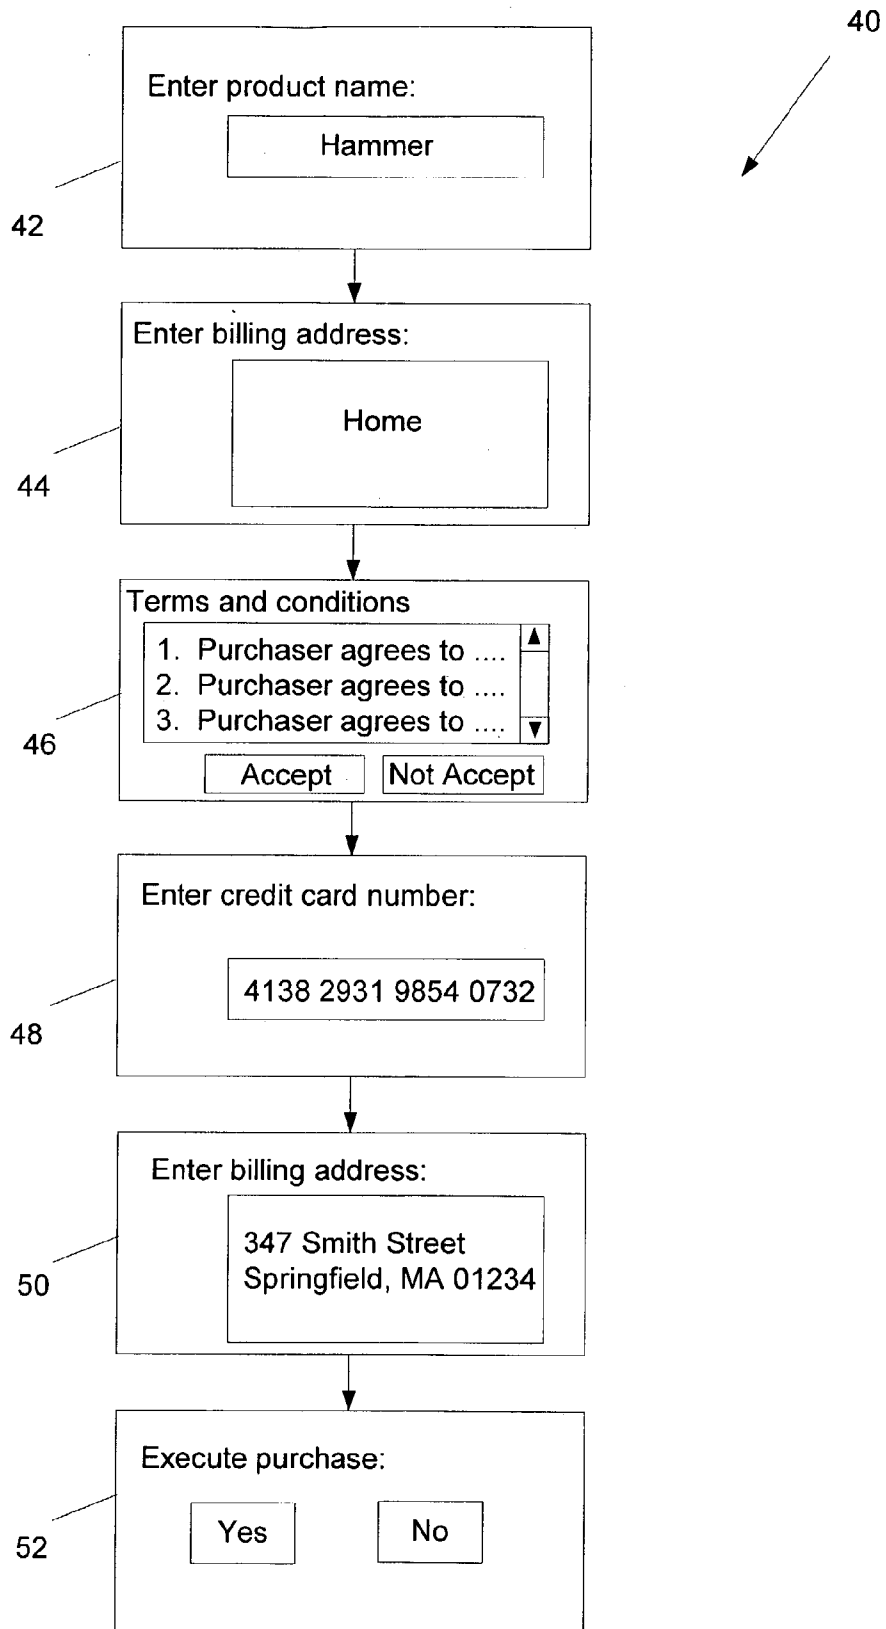 40
Enter product name:
Hammer
42
Enter billing address:
Home
44
Terms and conditions
1. Purchaser agrees to ....
2. Purchaser agrees to ....
3. Purchaser agrees to ....
46
Accept Not Accept
Enter credit card number:
4138 2931 9854 0732
48
Enter billing address:
347 Smith Street
Springfield, MA 01234
50
Execute purchase:
Yes No
52